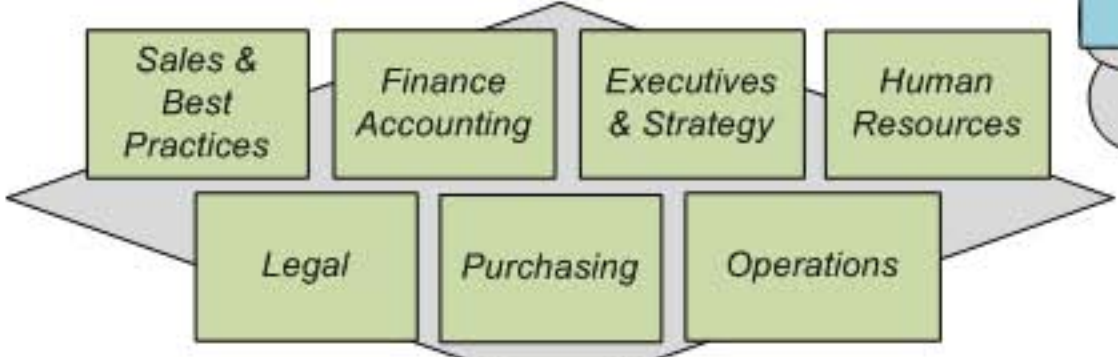 Sales &
Best
Practices
Finance
Accounting
Executives
& Strategy
Human
Resources
Legal
Purchasing
Operations